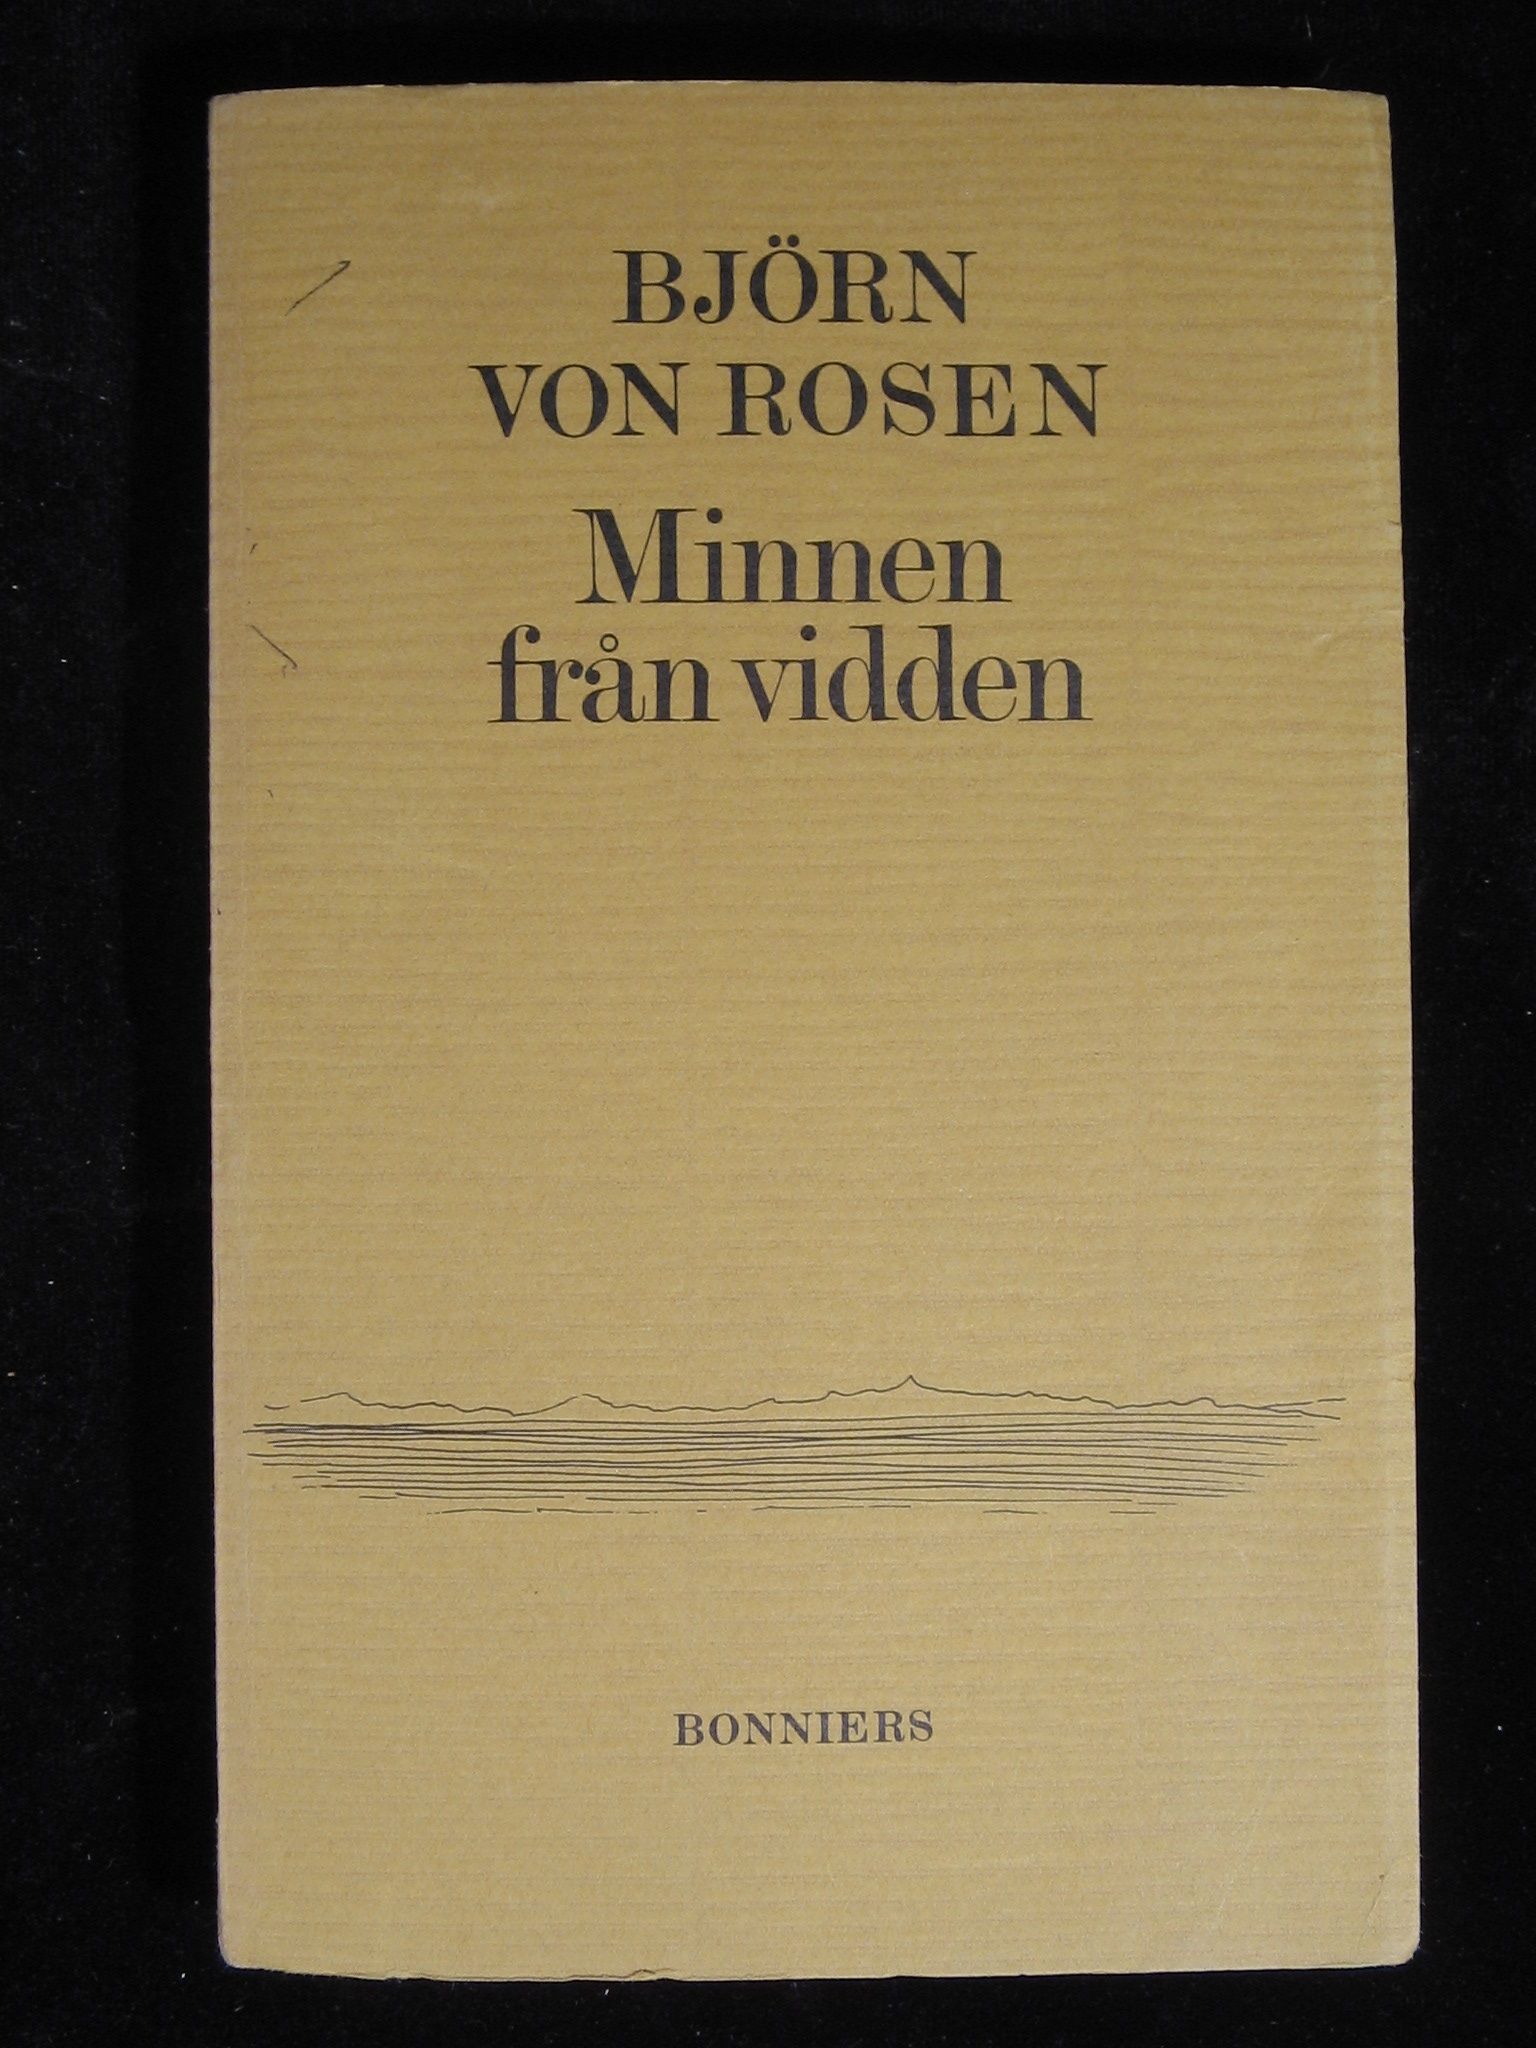 BJÖRN
VON ROSEN
Minnen
från vidden
BONNIERS